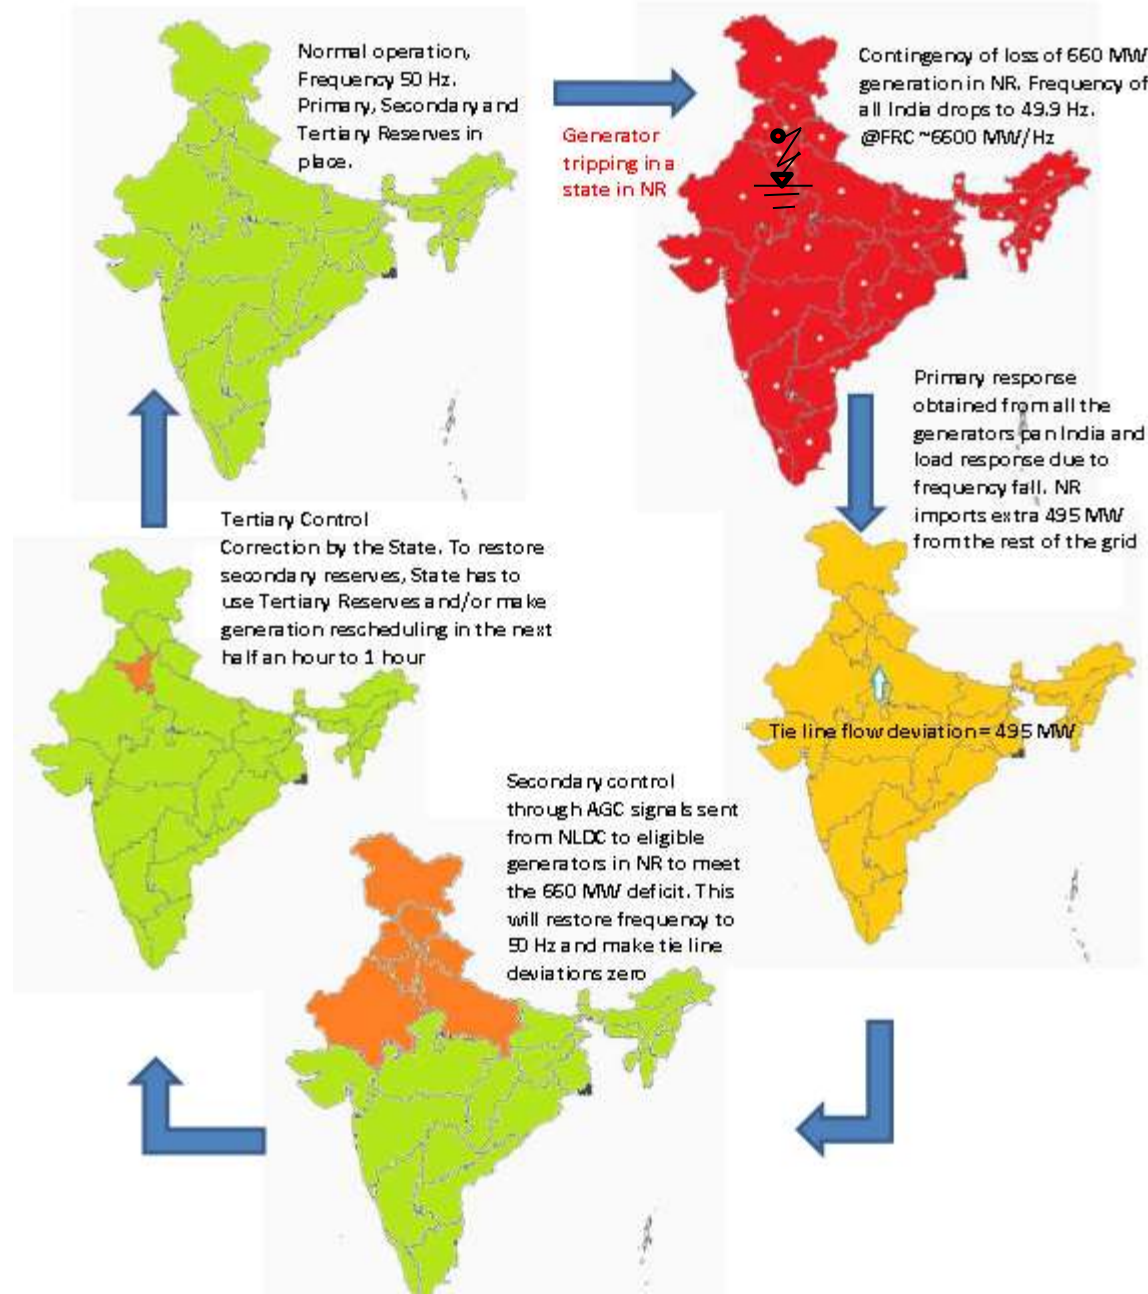 Normal operation,
Frequency 50 Hz.
Primary, Secondary and
Tertiary Reserves in
place.
Generator
tripping in a
state in NR
Contingency of loss of 660 MW
generation in NR. Frequency of
all India drops to 49.9 Hz.
@FRC ~6600 MW/Hz
Primary response
obtained from all the
generators pan India and
load response due to
frequency fall. NR
imports extra 495 MW
from the rest of the grid
Tie line flow deviation = 495 MW
Secondary control
through AGC signals sent
from NLDC to eligible
generators in NR to meet
the 660 MW deficit. This
will restore frequency to
50 Hz and make tie line
deviations zero
Tertiary Control
Correction by the State. To restore
secondary reserves, State has to
use Tertiary Reserves and/or make
generation rescheduling in the next
half an hour to 1 hour